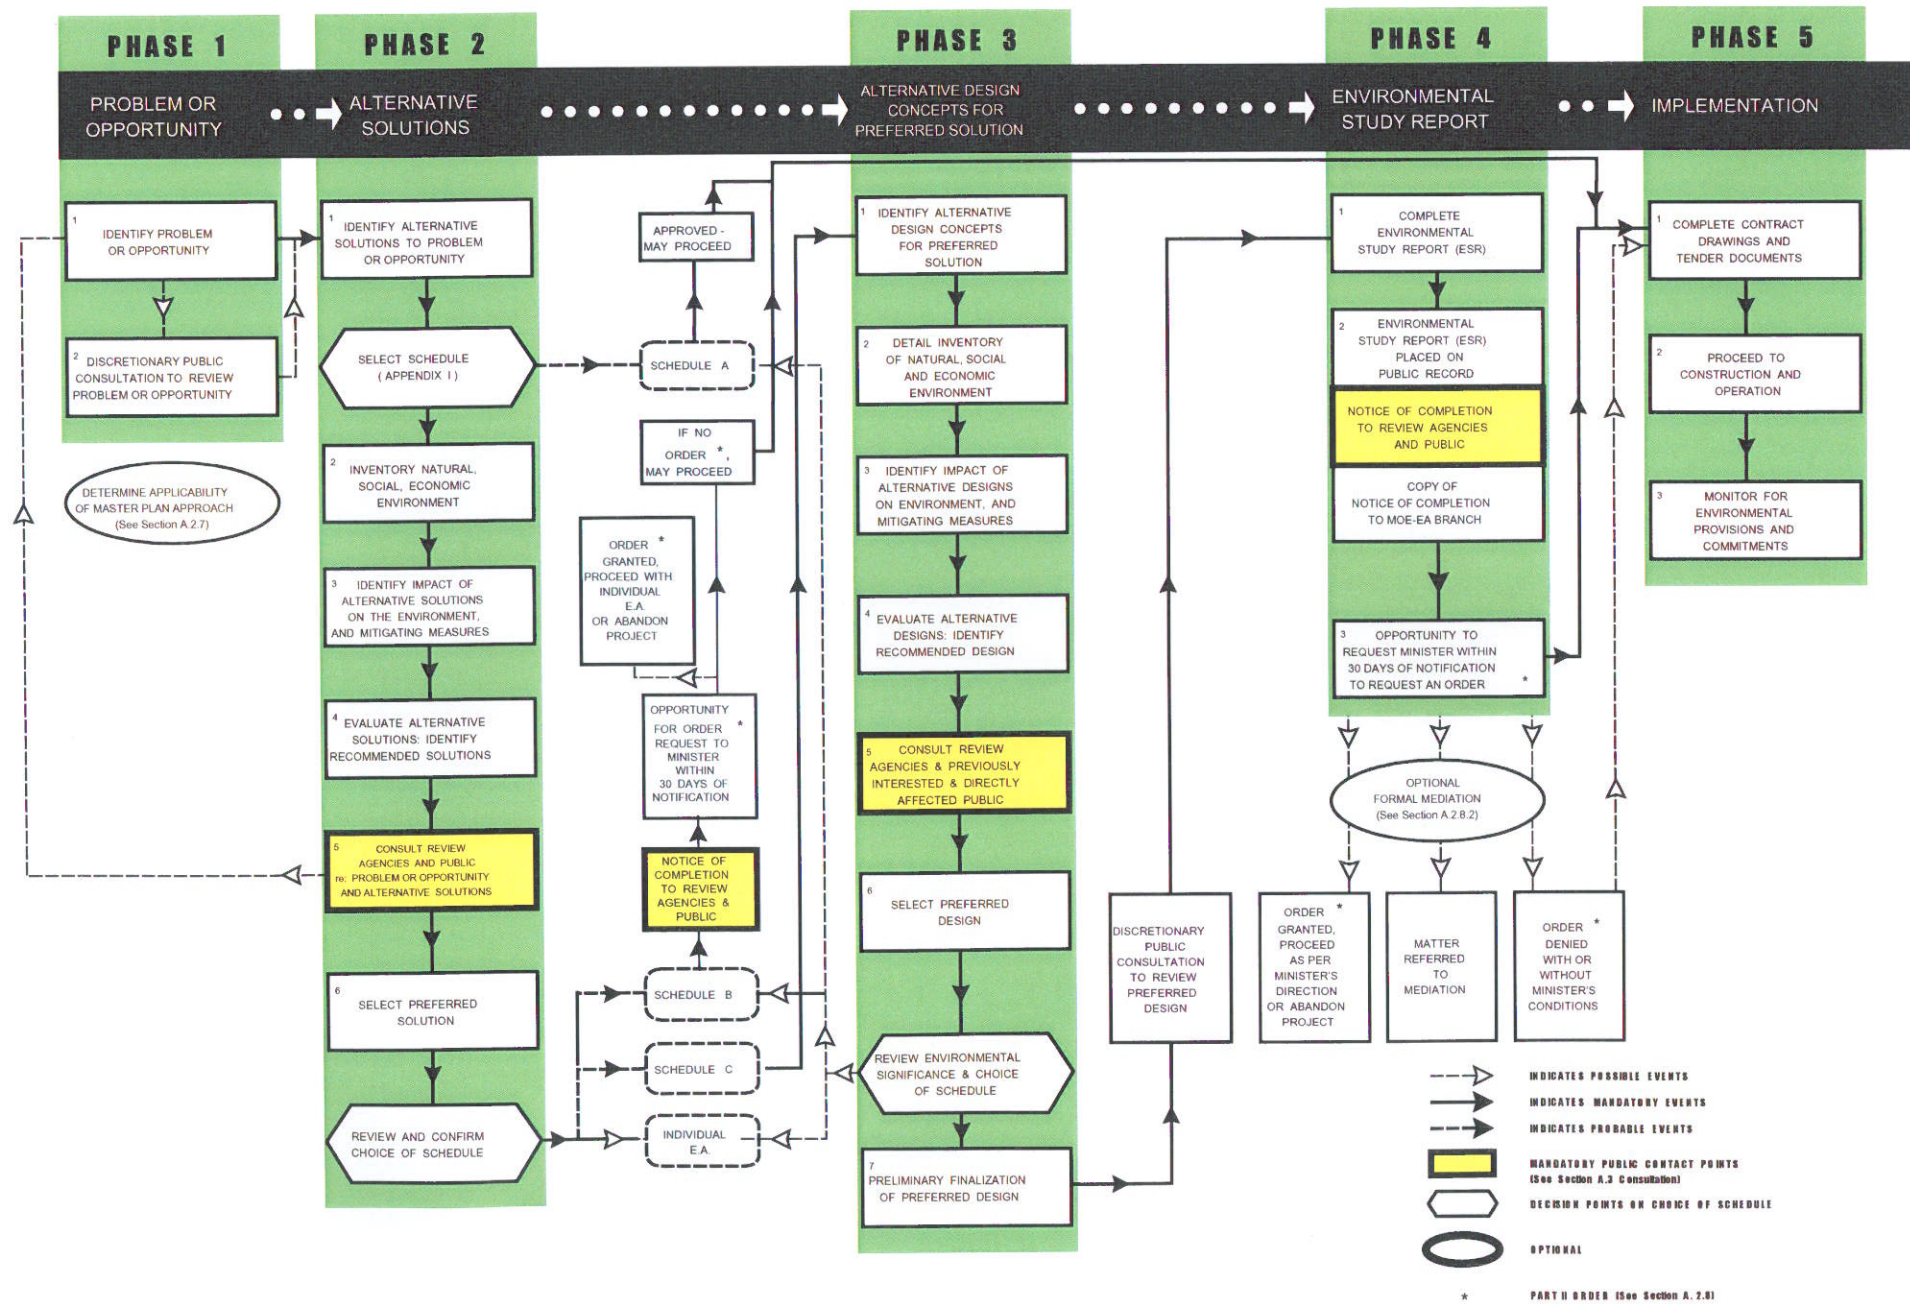 PHASE 1
PHASE 2
PHASE 3
PHASE 4
PHASE 5
PROBLEM OR
OPPORTUNITY
ALTERNATIVE
SOLUTIONS
ALTERNATIVE DESIGN
CONCEPTS FOR
PREFERRED SOLUTION
ENVIRONMENTAL
STUDY REPORT
IMPLEMENTATION
1
IDENTIFY PROBLEM
OR OPPORTUNITY
2
DISCRETIONARY PUBLIC
CONSULTATION TO REVIEW
PROBLEM OR OPPORTUNITY
DETERMINE APPLICABILITY
OF MASTER PLAN APPROACH
(See Section A.2.7)
1
IDENTIFY ALTERNATIVE
SOLUTIONS TO PROBLEM
OR OPPORTUNITY
SELECT SCHEDULE
( APPENDIX I )
2
INVENTORY NATURAL,
SOCIAL, ECONOMIC
ENVIRONMENT
3
IDENTIFY IMPACT OF
ALTERNATIVE SOLUTIONS
ON THE ENVIRONMENT,
AND MITIGATING MEASURES
4
EVALUATE ALTERNATIVE
SOLUTIONS: IDENTIFY
RECOMMENDED SOLUTIONS
5
CONSULT REVIEW
AGENCIES AND PUBLIC
re: PROBLEM OR OPPORTUNITY
AND ALTERNATIVE SOLUTIONS
6
SELECT PREFERRED
SOLUTION
REVIEW AND CONFIRM
CHOICE OF SCHEDULE
APPROVED -
MAY PROCEED
SCHEDULE A
IF NO
ORDER *,
MAY PROCEED
ORDER *
GRANTED,
PROCEED WITH
INDIVIDUAL
E.A.
OR ABANDON
PROJECT
OPPORTUNITY
FOR ORDER *
REQUEST TO
MINISTER
WITHIN
30 DAYS OF
NOTIFICATION
NOTICE OF
COMPLETION
TO REVIEW
AGENCIES &
PUBLIC
SCHEDULE B
SCHEDULE C
INDIVIDUAL
E.A.
1
IDENTIFY ALTERNATIVE
DESIGN CONCEPTS
FOR PREFERRED
SOLUTION
2
DETAIL INVENTORY
OF NATURAL, SOCIAL
AND ECONOMIC
ENVIRONMENT
3
IDENTIFY IMPACT OF
ALTERNATIVE DESIGNS
ON ENVIRONMENT, AND
MITIGATING MEASURES
4
EVALUATE ALTERNATIVE
DESIGNS: IDENTIFY
RECOMMENDED DESIGN
5
CONSULT REVIEW
AGENCIES & PREVIOUSLY
INTERESTED & DIRECTLY
AFFECTED PUBLIC
6
SELECT PREFERRED
DESIGN
REVIEW ENVIRONMENTAL
SIGNIFICANCE & CHOICE
OF SCHEDULE
7
PRELIMINARY FINALIZATION
OF PREFERRED DESIGN
DISCRETIONARY
PUBLIC
CONSULTATION
TO REVIEW
PREFERRED
DESIGN
1
COMPLETE
ENVIRONMENTAL
STUDY REPORT (ESR)
2
ENVIRONMENTAL
STUDY REPORT (ESR)
PLACED ON
PUBLIC RECORD
NOTICE OF COMPLETION
TO REVIEW AGENCIES
AND PUBLIC
COPY OF
NOTICE OF COMPLETION
TO MOE-EA BRANCH
3
OPPORTUNITY TO
REQUEST MINISTER WITHIN
30 DAYS OF NOTIFICATION
TO REQUEST AN ORDER *
OPTIONAL
FORMAL MEDIATION
(See Section A.2.8.2)
ORDER *
GRANTED,
PROCEED
AS PER
MINISTER'S
DIRECTION
OR ABANDON
PROJECT
MATTER
REFERRED
TO
MEDIATION
ORDER *
DENIED
WITH OR
WITHOUT
MINISTER'S
CONDITIONS
1
COMPLETE CONTRACT
DRAWINGS AND
TENDER DOCUMENTS
2
PROCEED TO
CONSTRUCTION AND
OPERATION
3
MONITOR FOR
ENVIRONMENTAL
PROVISIONS AND
COMMITMENTS
INDICATES POSSIBLE EVENTS
INDICATES MANDATORY EVENTS
INDICATES PROBABLE EVENTS
MANDATORY PUBLIC CONTACT POINTS
(See Section A.3 Consultation)
DECISION POINTS ON CHOICE OF SCHEDULE
OPTIONAL
* PART II ORDER (See Section A. 2.8)